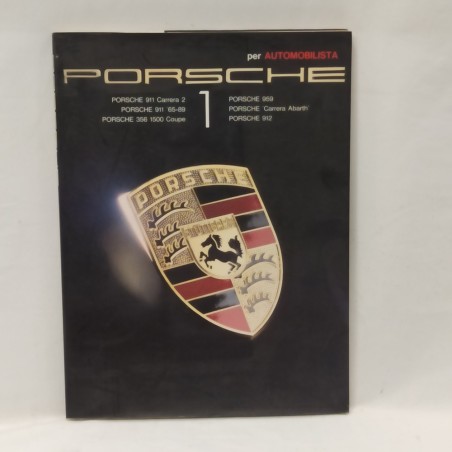 per AUTOMOBILISTA
PORSCHE
1
PORSCHE 911 Carrera 2
PORSCHE 911 '65-89
PORSCHE 356 1500 Coupe
PORSCHE 959
PORSCHE 'Carrera Abarth'
PORSCHE 912
PORSCHE
STUTTGART